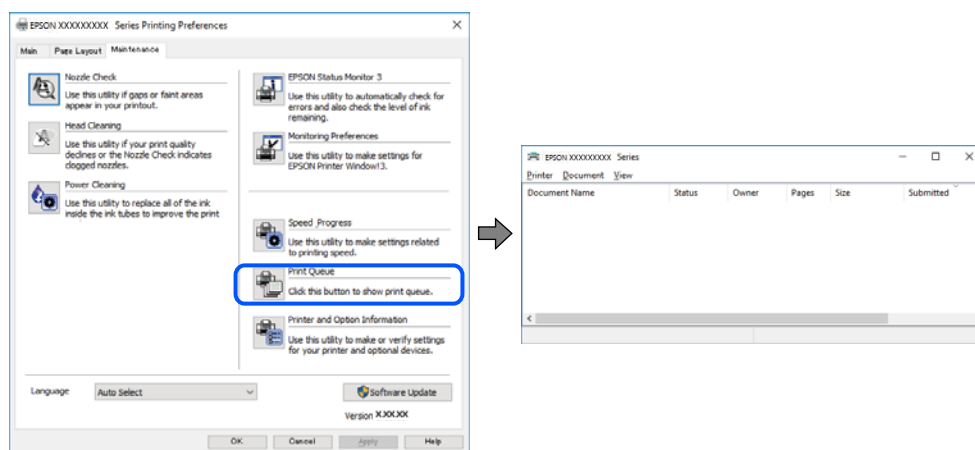 EPSON XXXXXXXXX Series Printing Preferences
Main Page Layout Maintenance
Nozzle Check
Use this utility if gaps or faint areas
appear in your printout.
Head Cleaning
Use this utility if your print quality
declines or the Nozzle Check indicates
clogged nozzles.
Power Cleaning
Use this utility to replace all of the ink
inside the ink tubes to improve the print
EPSON Status Monitor 3
Use this utility to automatically check for
errors and also check the level of ink
remaining.
Monitoring Preferences
Use this utility to make settings for
EPSON Printer Window!3.
Speed Progress
Use this utility to make settings related
to printing speed.
Print Queue
Click this button to show print queue.
Printer and Option Information
Use this utility to make or verify settings
for your printer and optional devices.
Language Auto Select
Software Update
Version X.XX.XX
OK Cancel Apply Help
EPSON XXXXXXXXX Series
Printer Document View
Document Name Status Owner Pages Size Submitted